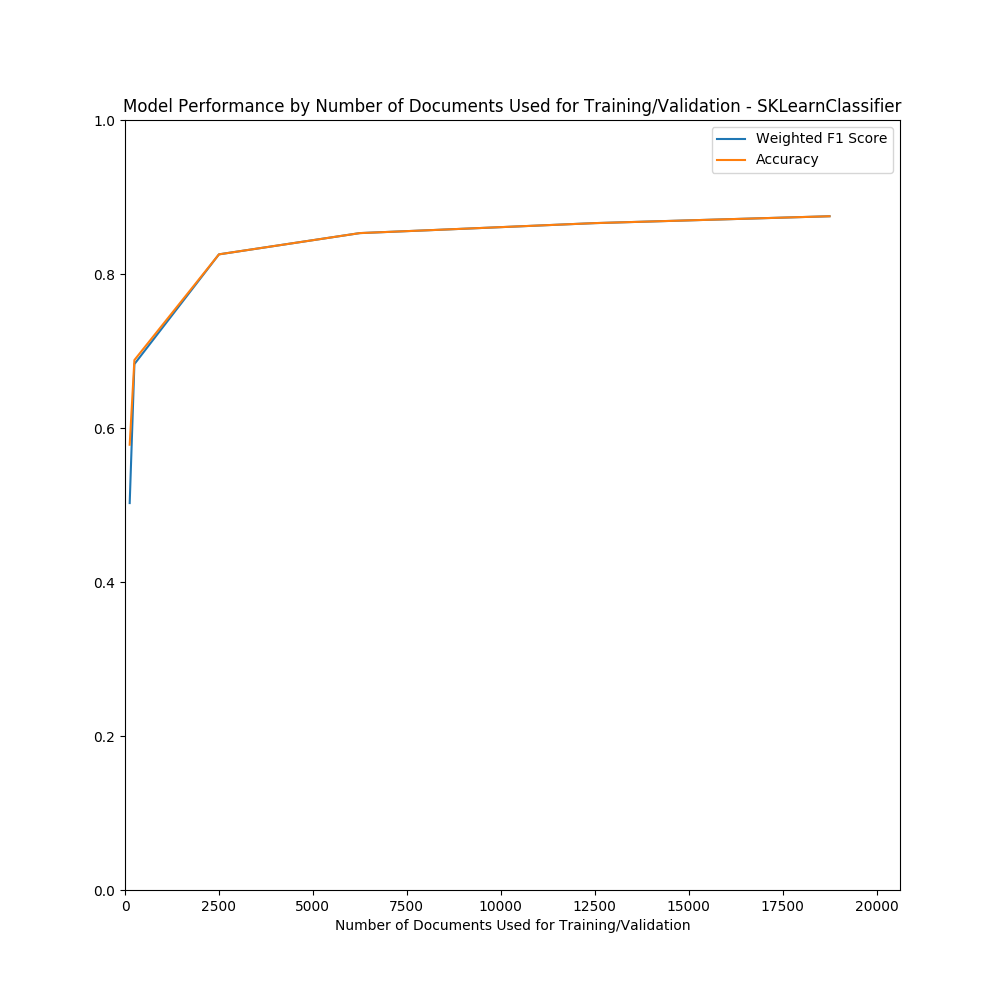 Model Performance by Number of Documents Used for Training/Validation - SKLearnClassifier
Weighted F1 Score
Accuracy
1.0
0.8
0.6
0.4
0.2
0.0
0 2500 5000 7500 10000 12500 15000 17500 20000
Number of Documents Used for Training/Validation